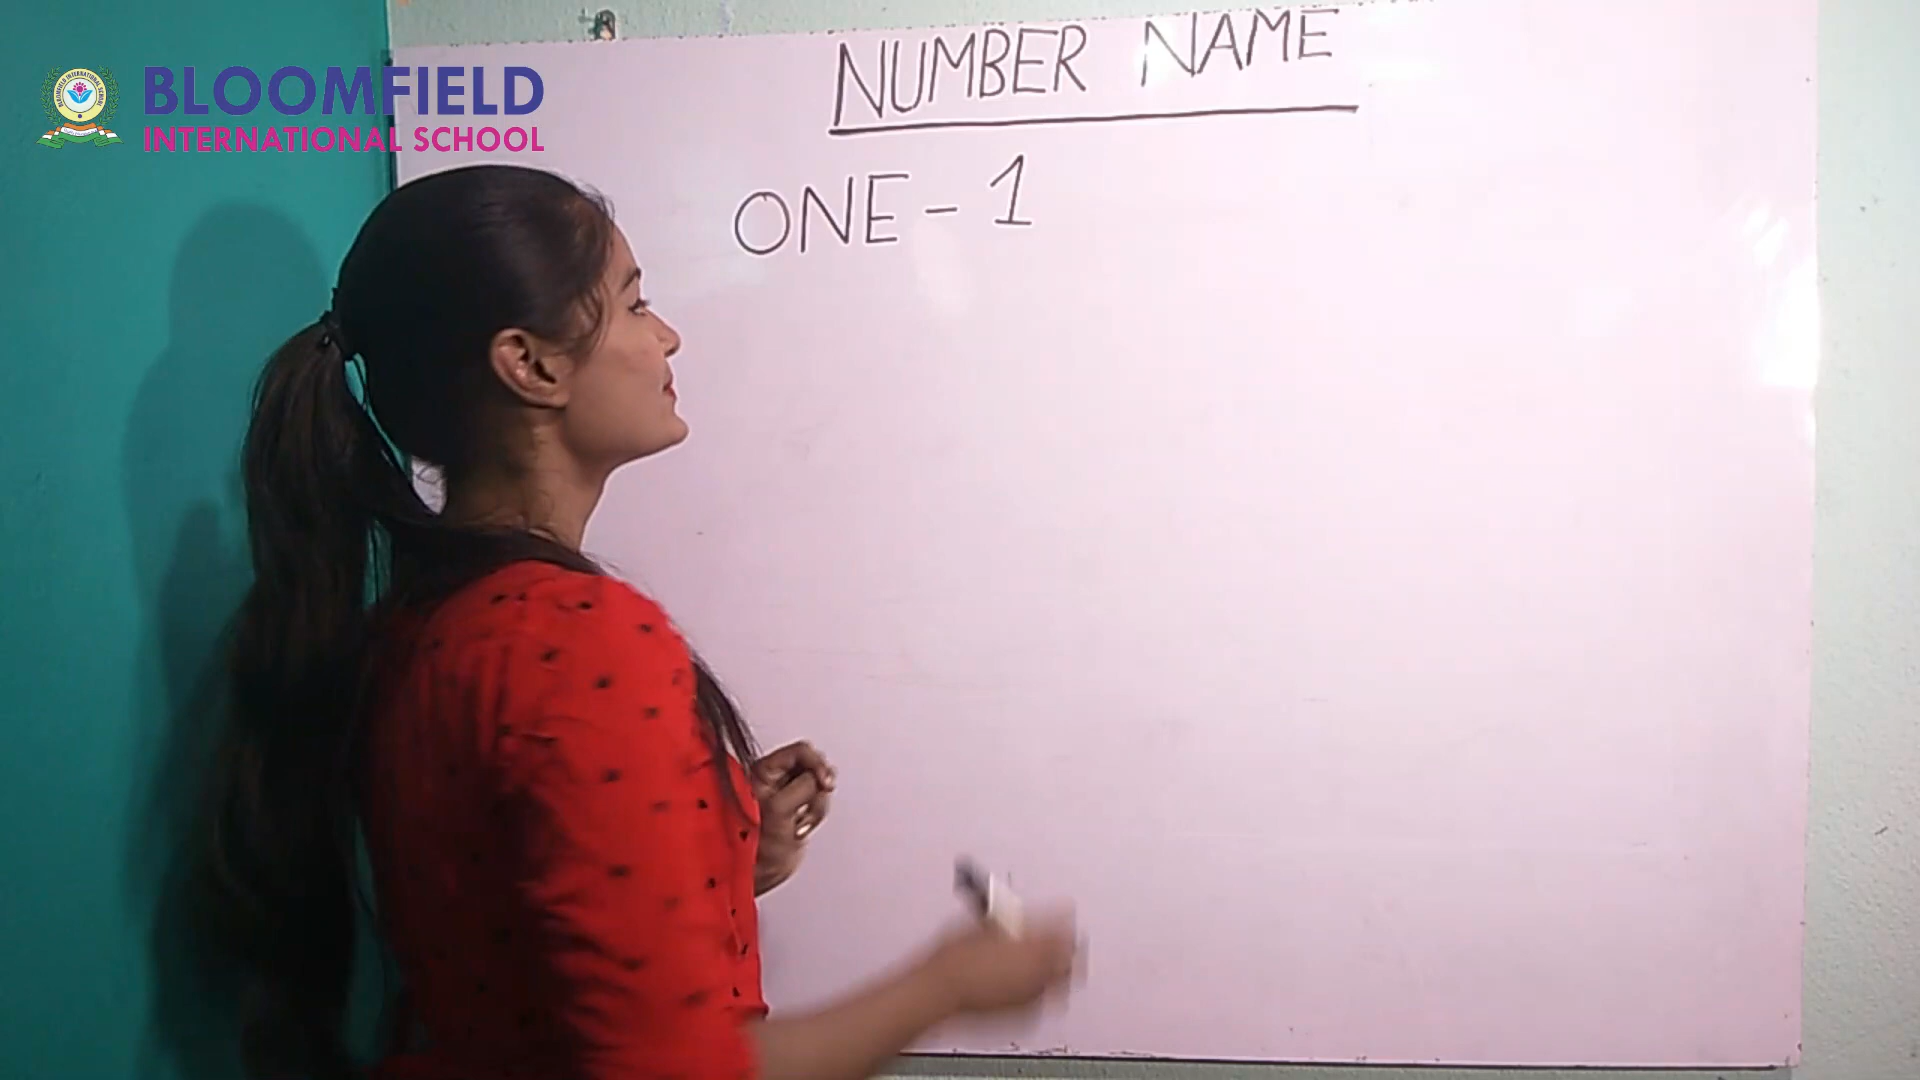 BLOOMFIELD
INTERNATIONAL SCHOOL
NUMBER NAME
ONE - 1